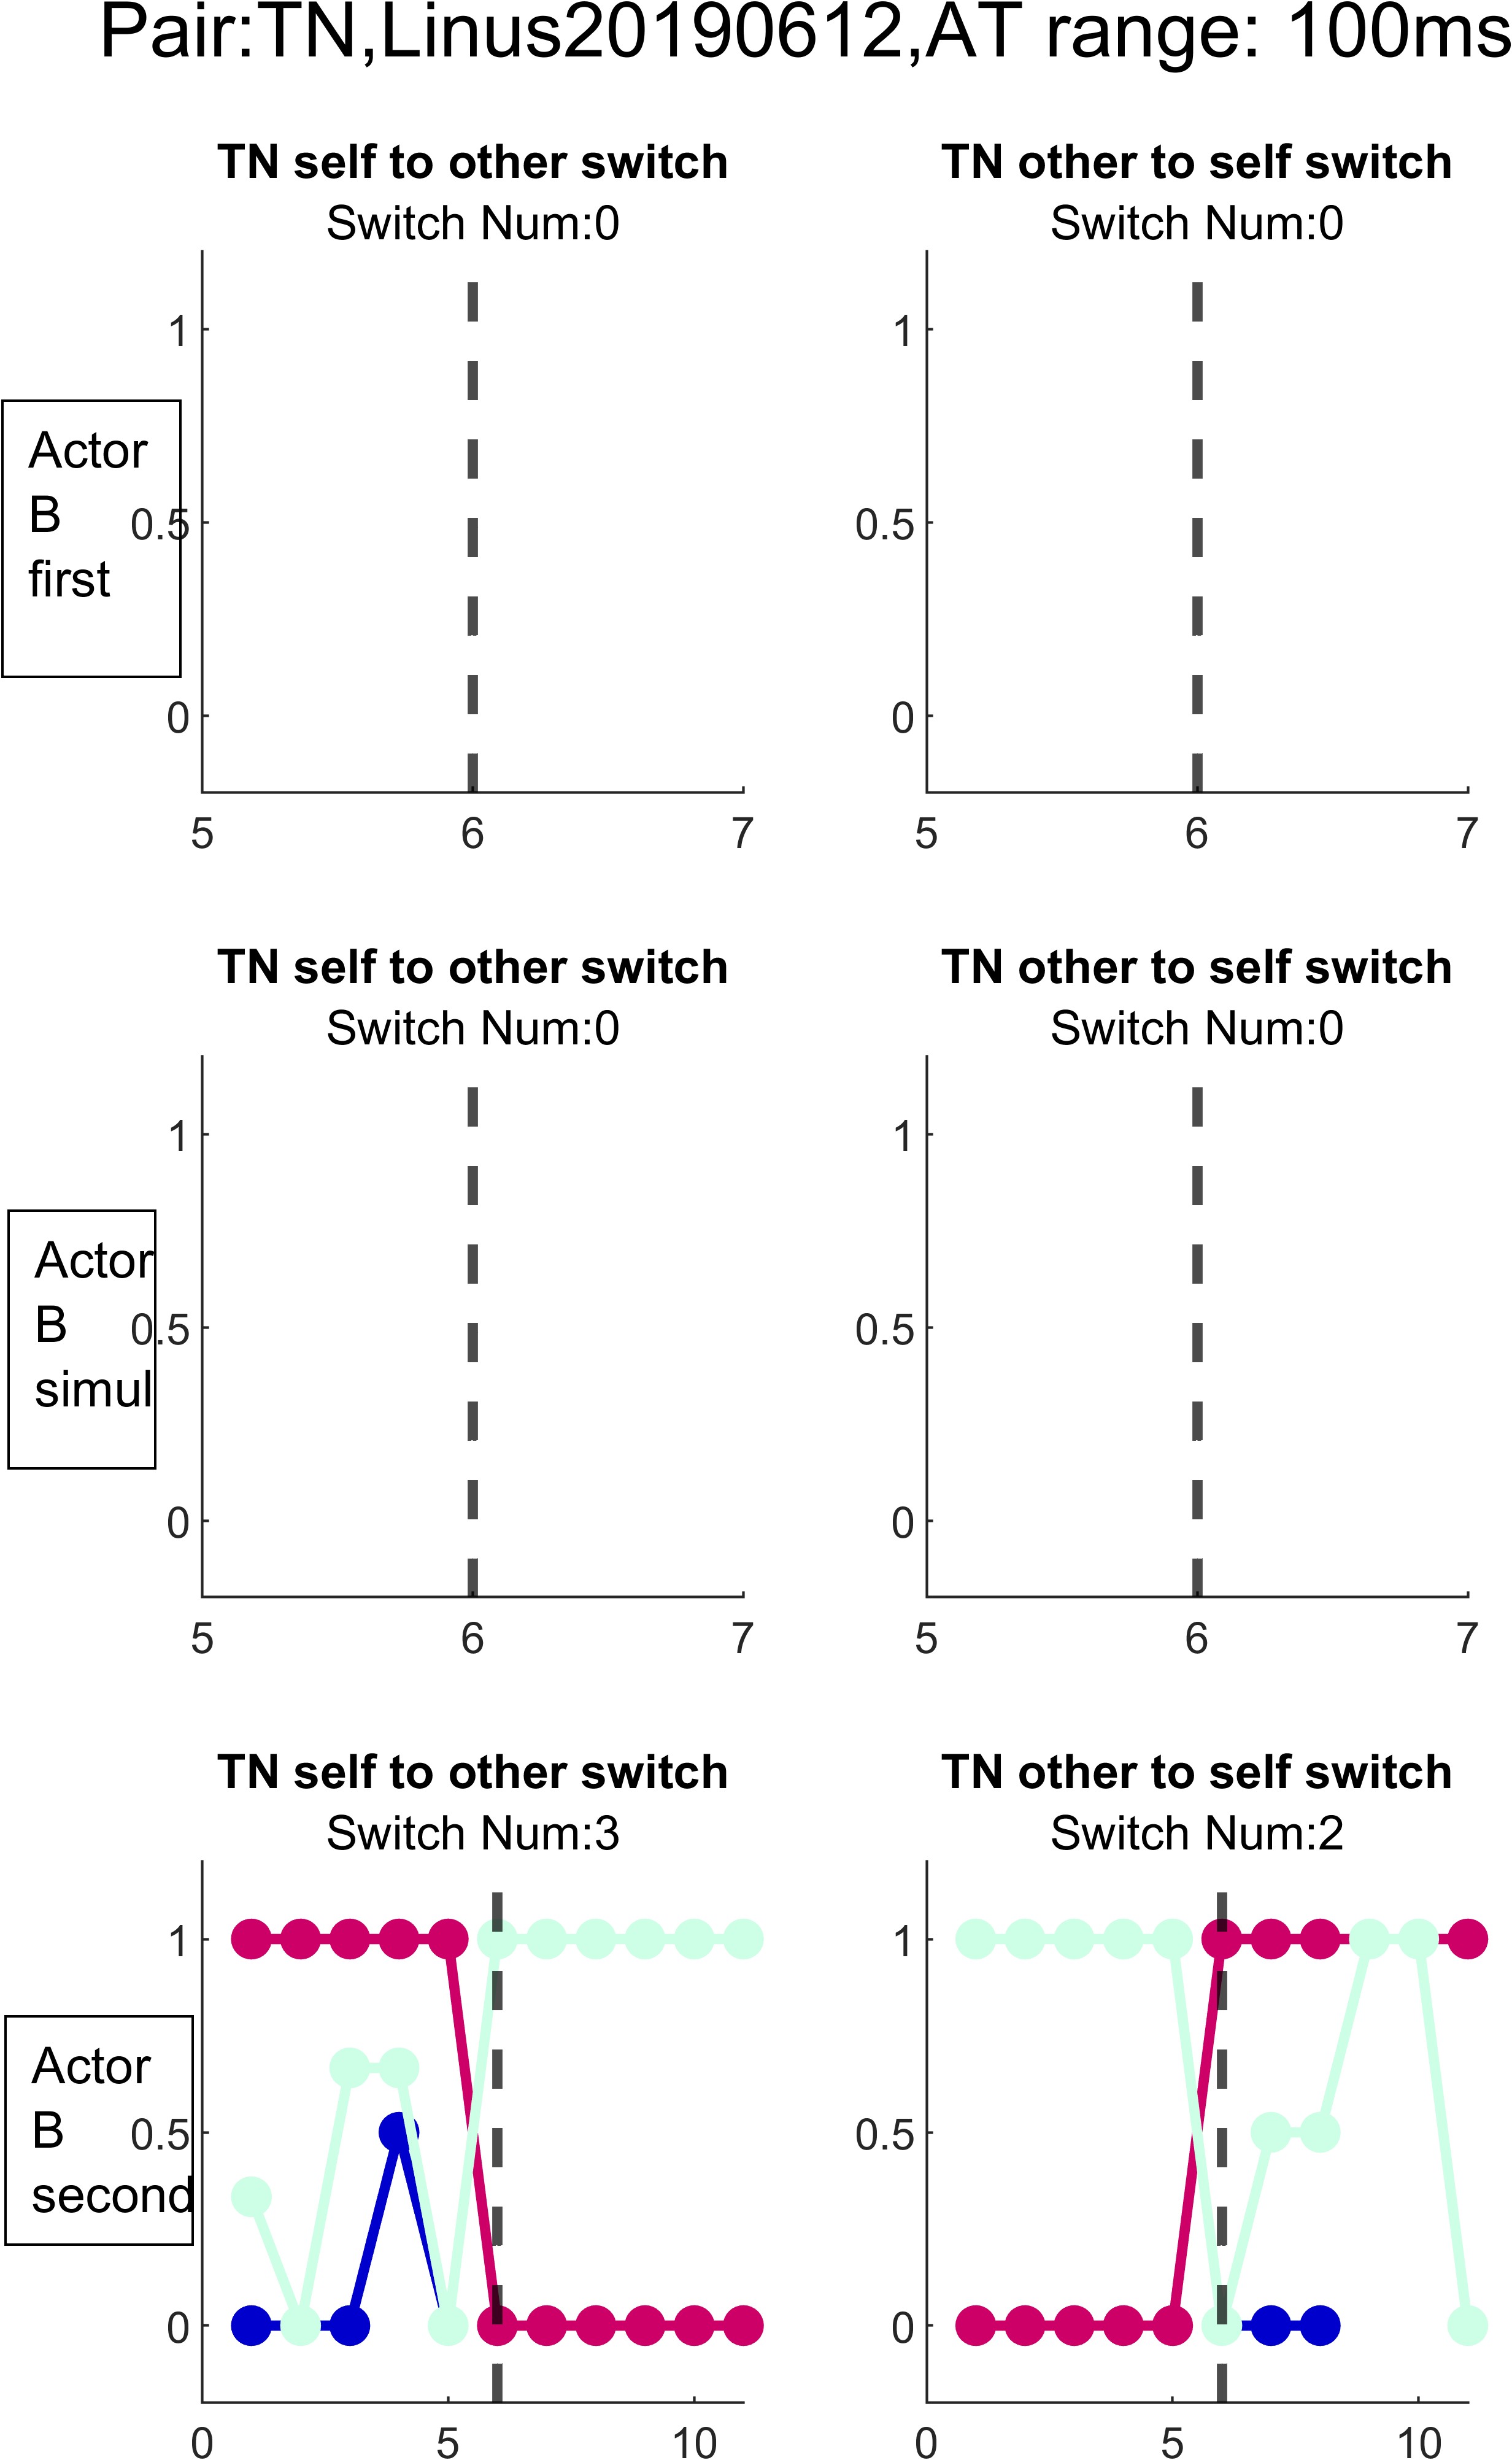 Pair:TN,Linus20190612,AT range: 100ms
TN self to other switch
Switch Num:0
TN other to self switch
Switch Num:0
Actor
B
first
1
0.5
0
5 6 7
1
0.5
0
5 6 7
TN self to other switch
Switch Num:0
TN other to self switch
Switch Num:0
Actor
B
simul
1
0.5
0
5 6 7
1
0.5
0
5 6 7
TN self to other switch
Switch Num:3
TN other to self switch
Switch Num:2
Actor
B
second
1
0.5
0
0 5 10
1
0.5
0
0 5 10